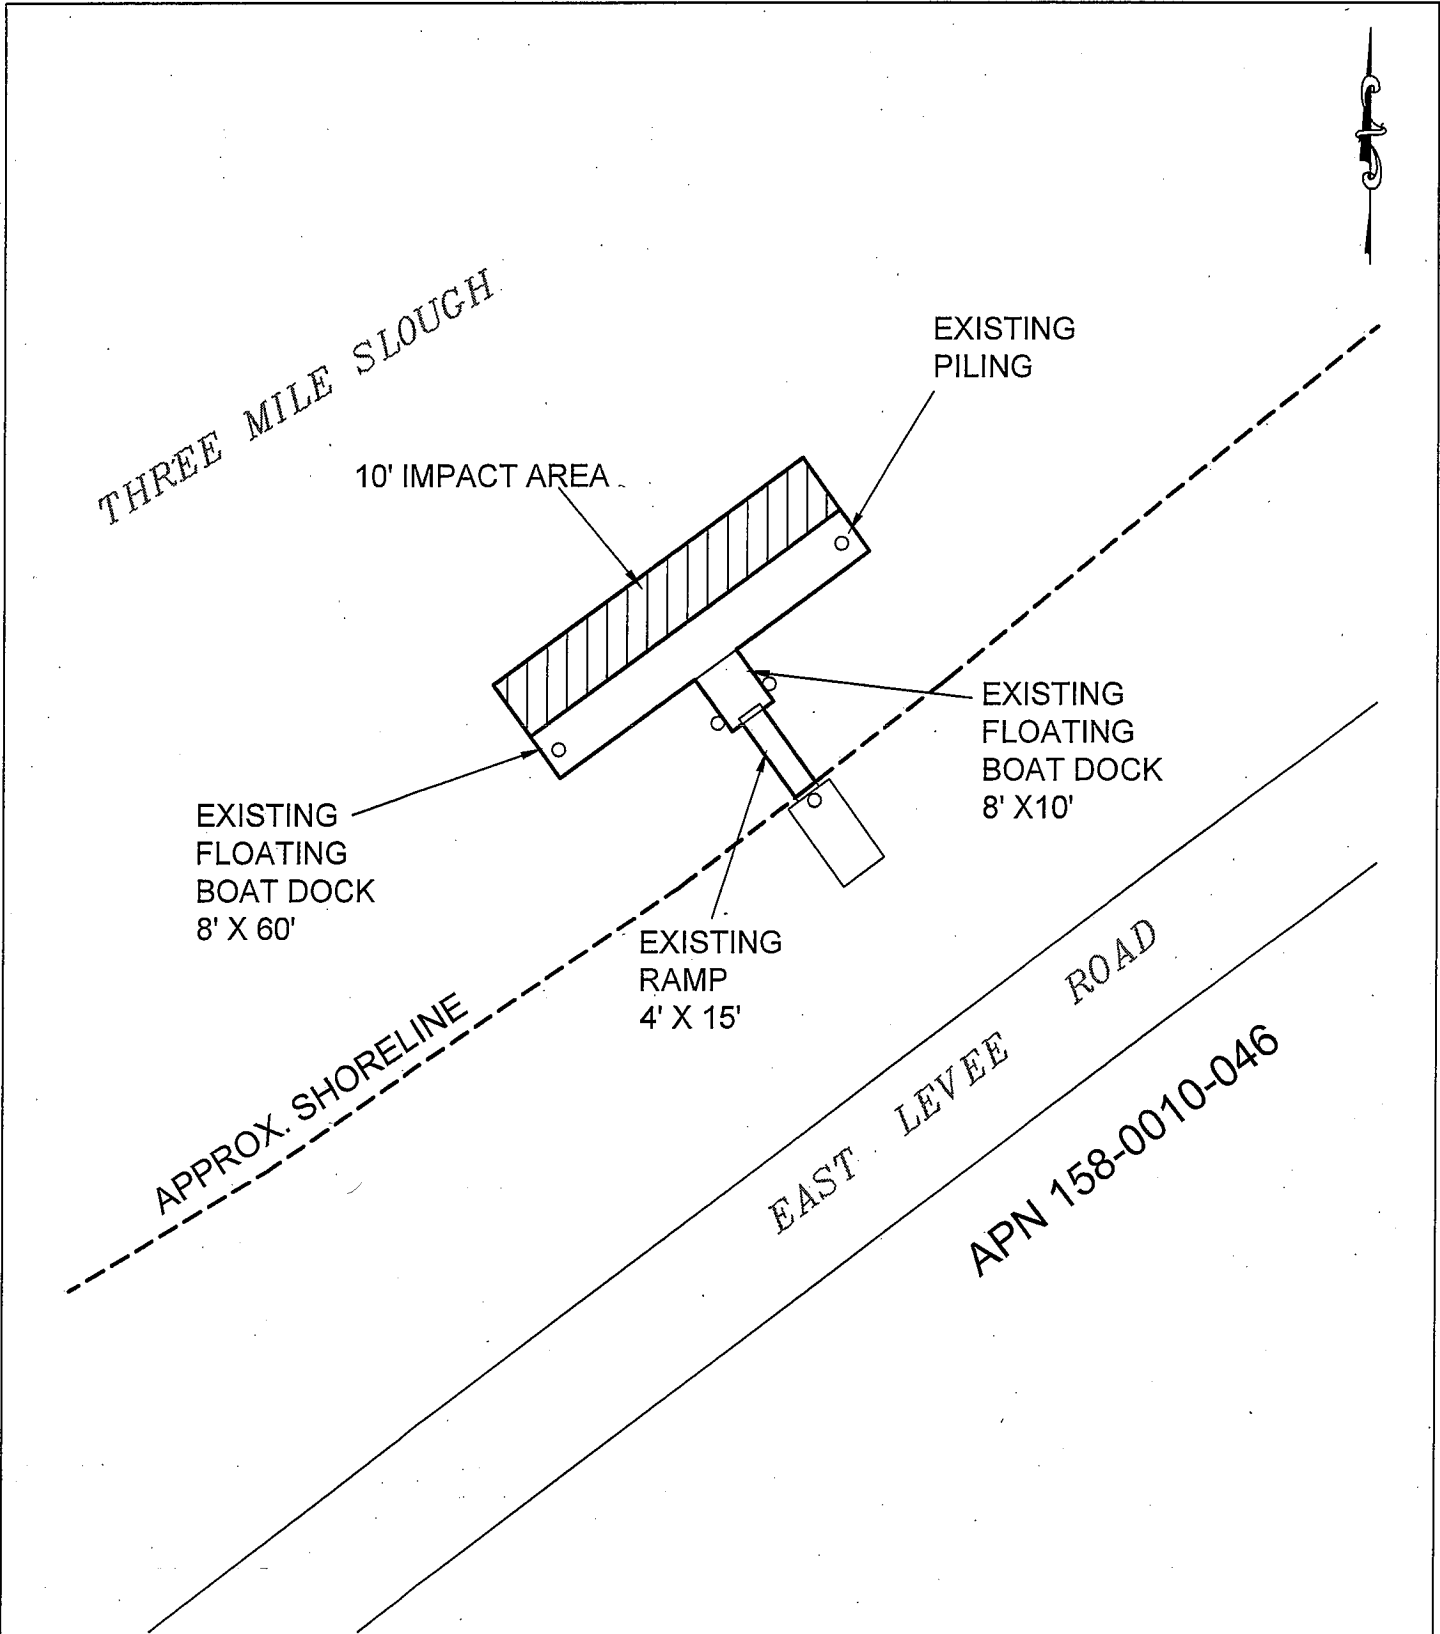 THREE MILE SLOUGH
EXISTING
PILING
10' IMPACT AREA
EXISTING
FLOATING
BOAT DOCK
8' X10'
EXISTING
FLOATING
BOAT DOCK
8' X 60'
EXISTING
RAMP
4' X 15'
APPROX. SHORELINE
EAST LEVEE ROAD
APN 158-0010-046